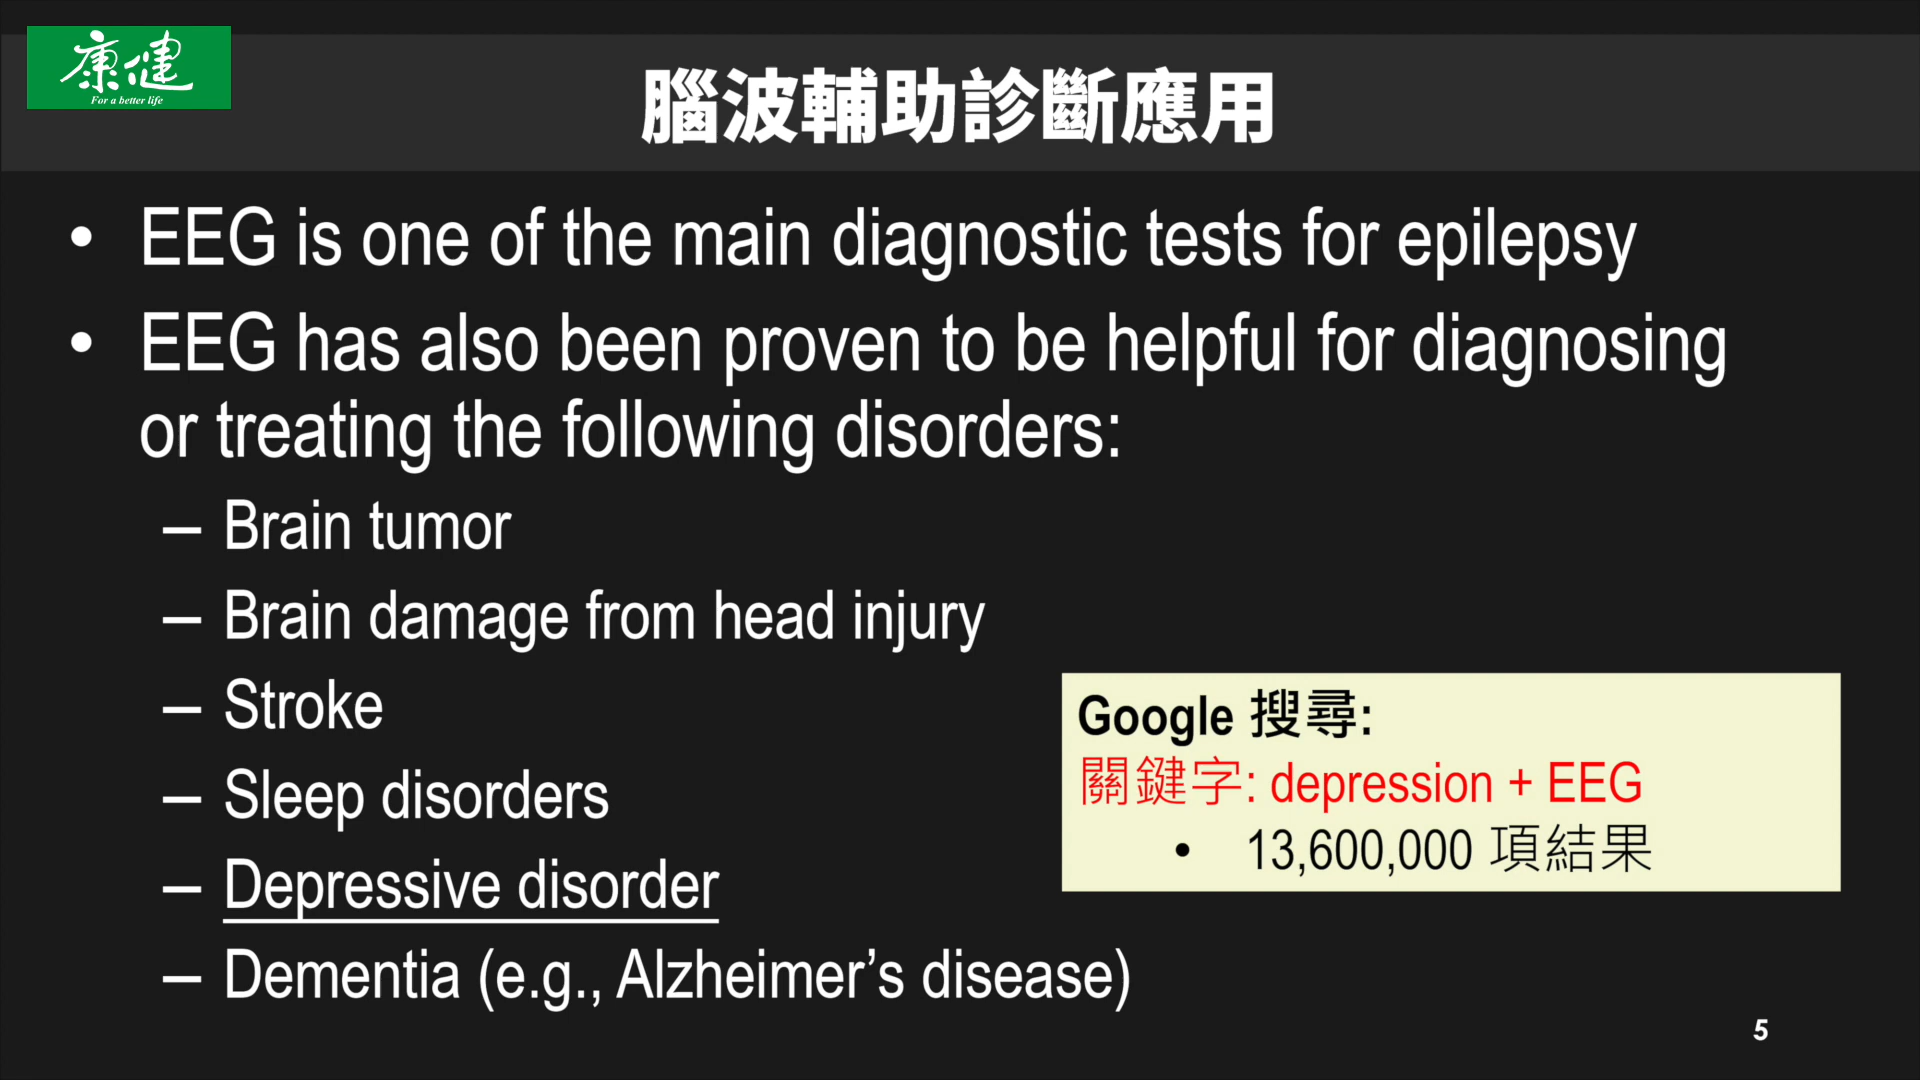 康健
For a better life
腦波輔助診斷應用
• EEG is one of the main diagnostic tests for epilepsy
• EEG has also been proven to be helpful for diagnosing
or treating the following disorders:
– Brain tumor
– Brain damage from head injury
– Stroke
– Sleep disorders
– Depressive disorder
– Dementia (e.g., Alzheimer’s disease)
Google 搜尋:
關鍵字: depression + EEG
• 13,600,000 項結果
5